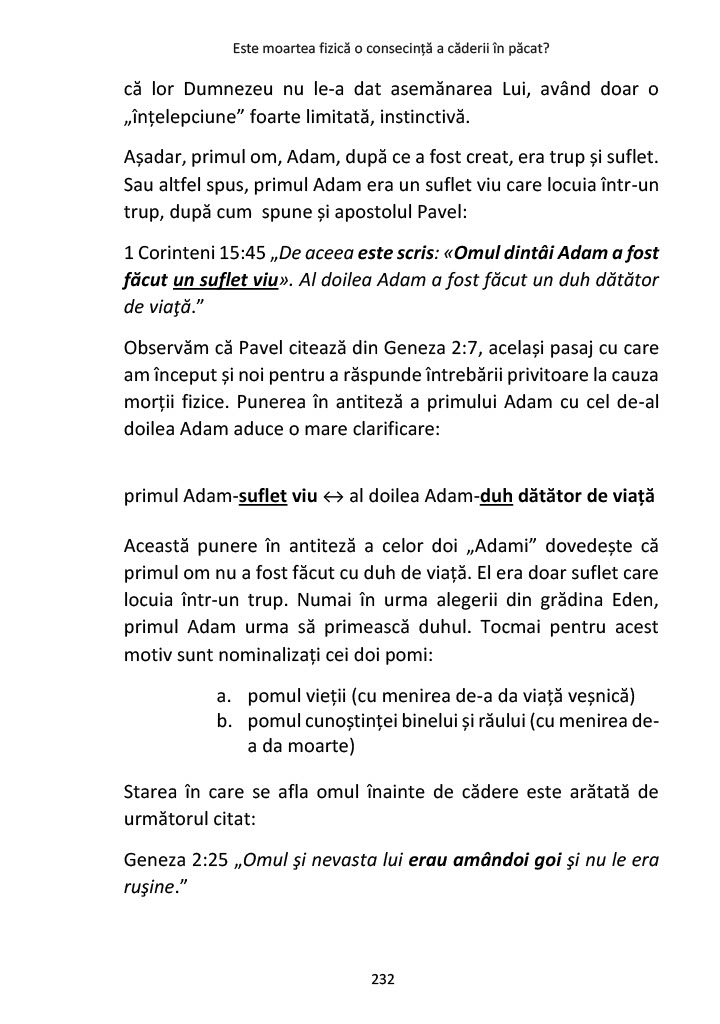 Este moartea fizică o consecință a căderii în păcat?
că lor Dumnezeu nu le-a dat asemănarea Lui, având doar o
„înțelepciune” foarte limitată, instinctivă.
Așadar, primul om, Adam, după ce a fost creat, era trup și suflet.
Sau altfel spus, primul Adam era un suflet viu care locuia într-un
trup, după cum  spune și apostolul Pavel:
1 Corinteni 15:45 „De aceea este scris: «Omul dintâi Adam a fost
făcut un suflet viu». Al doilea Adam a fost făcut un duh dătător
de viaţă.”
Observăm că Pavel citează din Geneza 2:7, același pasaj cu care
am început și noi pentru a răspunde întrebării privitoare la cauza
morții fizice. Punerea în antiteză a primului Adam cu cel de-al
doilea Adam aduce o mare clarificare:
primul Adam-suflet viu ↔ al doilea Adam-duh dătător de viață
Această punere în antiteză a celor doi „Adami” dovedește că
primul om nu a fost făcut cu duh de viață. El era doar suflet care
locuia într-un trup. Numai în urma alegerii din grădina Eden,
primul Adam urma să primească duhul. Tocmai pentru acest
motiv sunt nominalizați cei doi pomi:
a. pomul vieții (cu menirea de-a da viață veșnică)
b. pomul cunoștinței binelui și răului (cu menirea de-
a da moarte)
Starea în care se afla omul înainte de cădere este arătată de
următorul citat:
Geneza 2:25 „Omul şi nevasta lui erau amândoi goi şi nu le era
ruşine.”
232